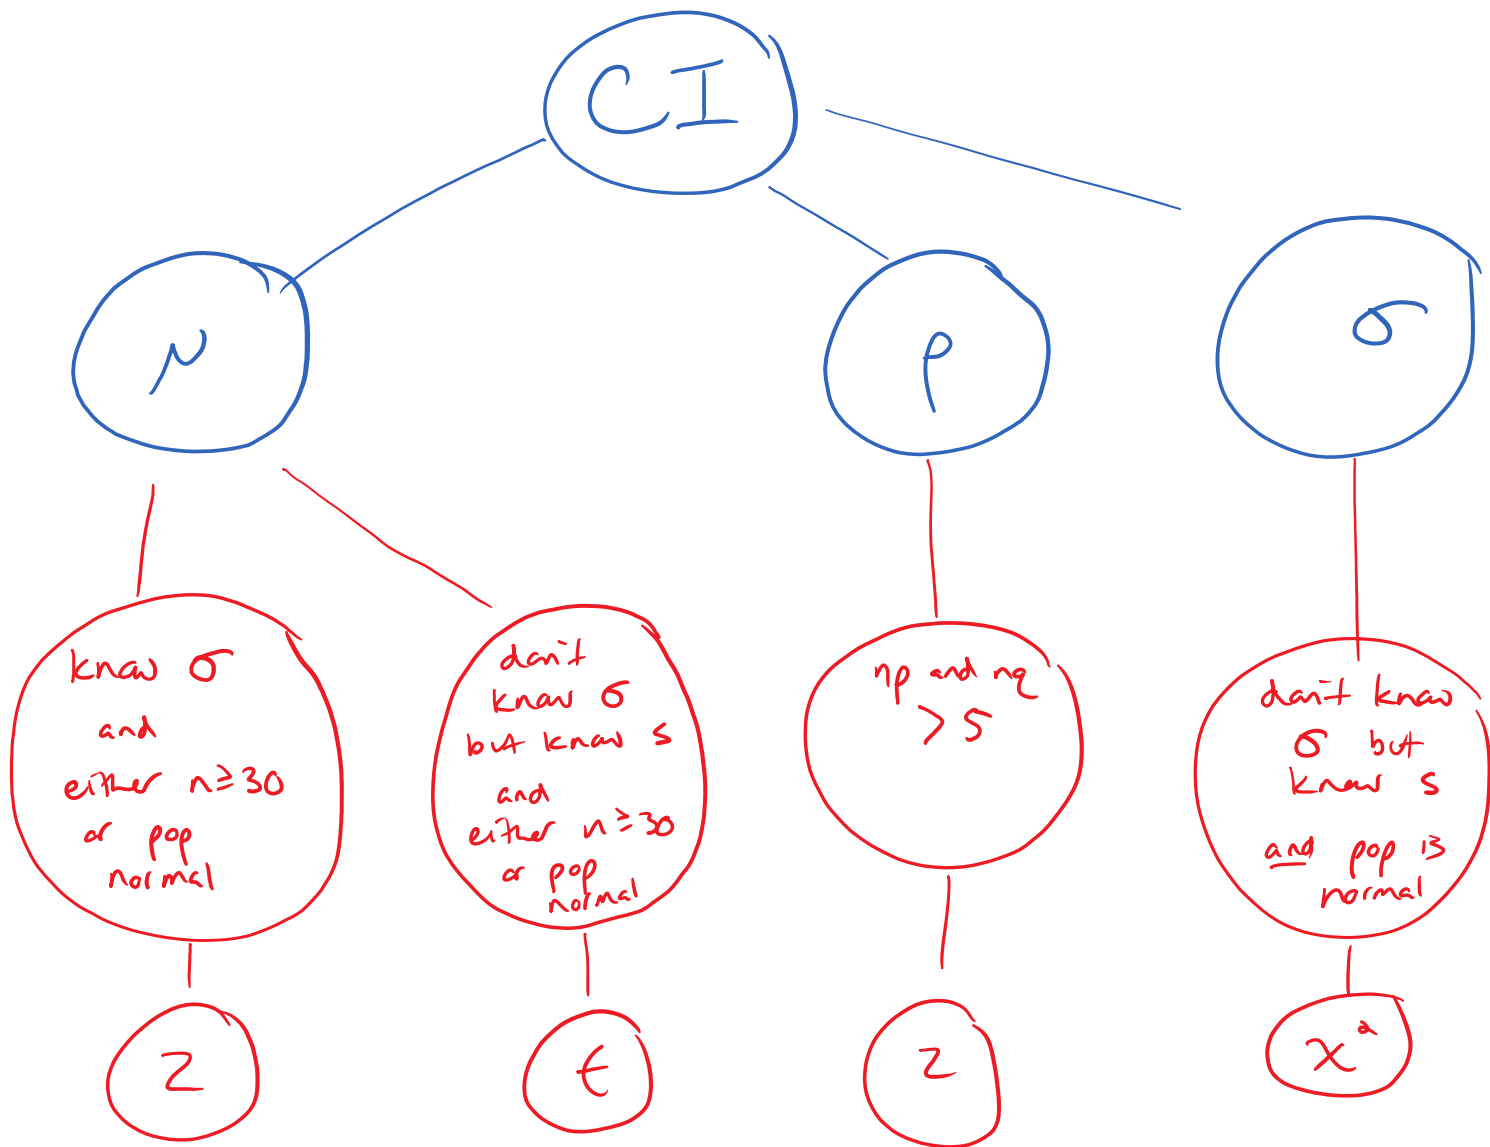 CI
μ
p
σ
know σ
and
either n ≥ 30
or pop
normal
don't
know σ
but know s
and
either n ≥ 30
or pop
normal
np and nq
> 5
don't know
σ but
know s
and pop is
normal
Z
t
Z
χ²